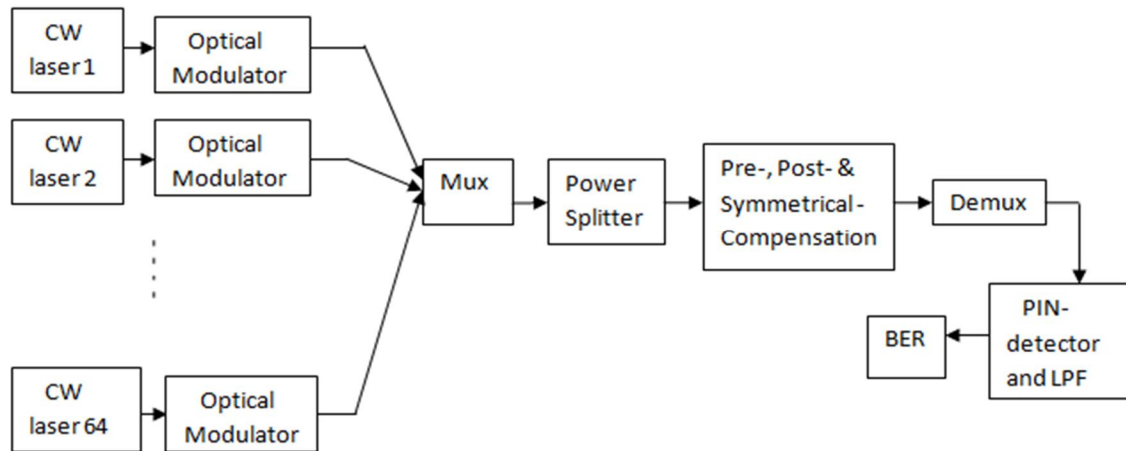 CW
laser 1
Optical
Modulator
CW
laser 2
Optical
Modulator
Mux
Power
Splitter
Pre-, Post- &
Symmetrical-
Compensation
Demux
PIN-
detector
and LPF
BER
CW
laser 64
Optical
Modulator